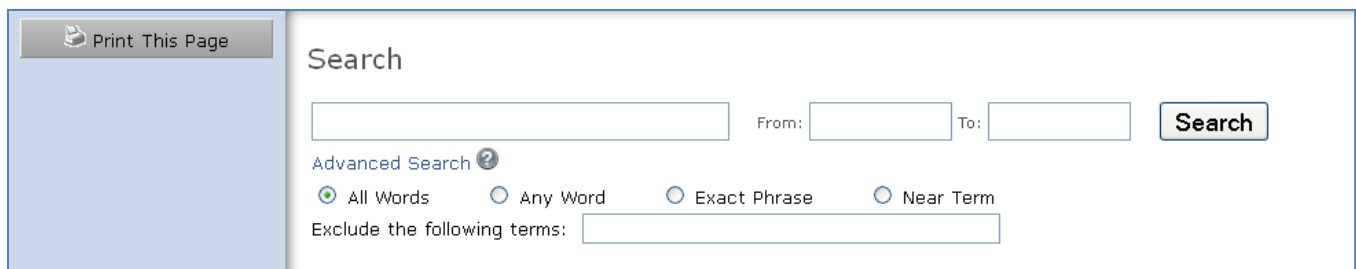 Print This Page
Search
From: To: Search
Advanced Search ?
All Words Any Word Exact Phrase Near Term
Exclude the following terms: